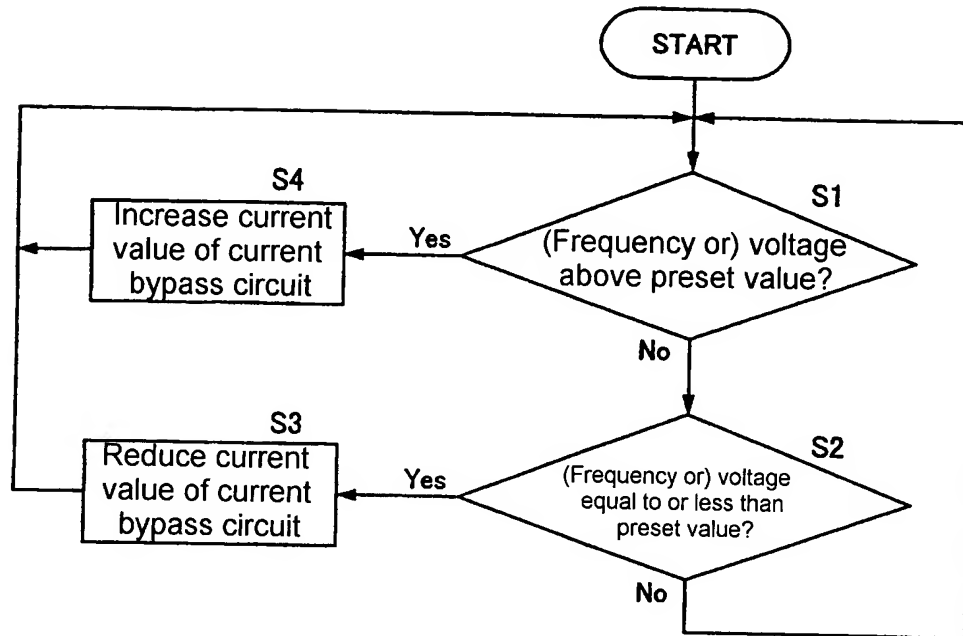 START
S1
(Frequency or) voltage
above preset value?
Yes
S4
Increase current
value of current
bypass circuit
No
S2
(Frequency or) voltage
equal to or less than
preset value?
Yes
S3
Reduce current
value of current
bypass circuit
No